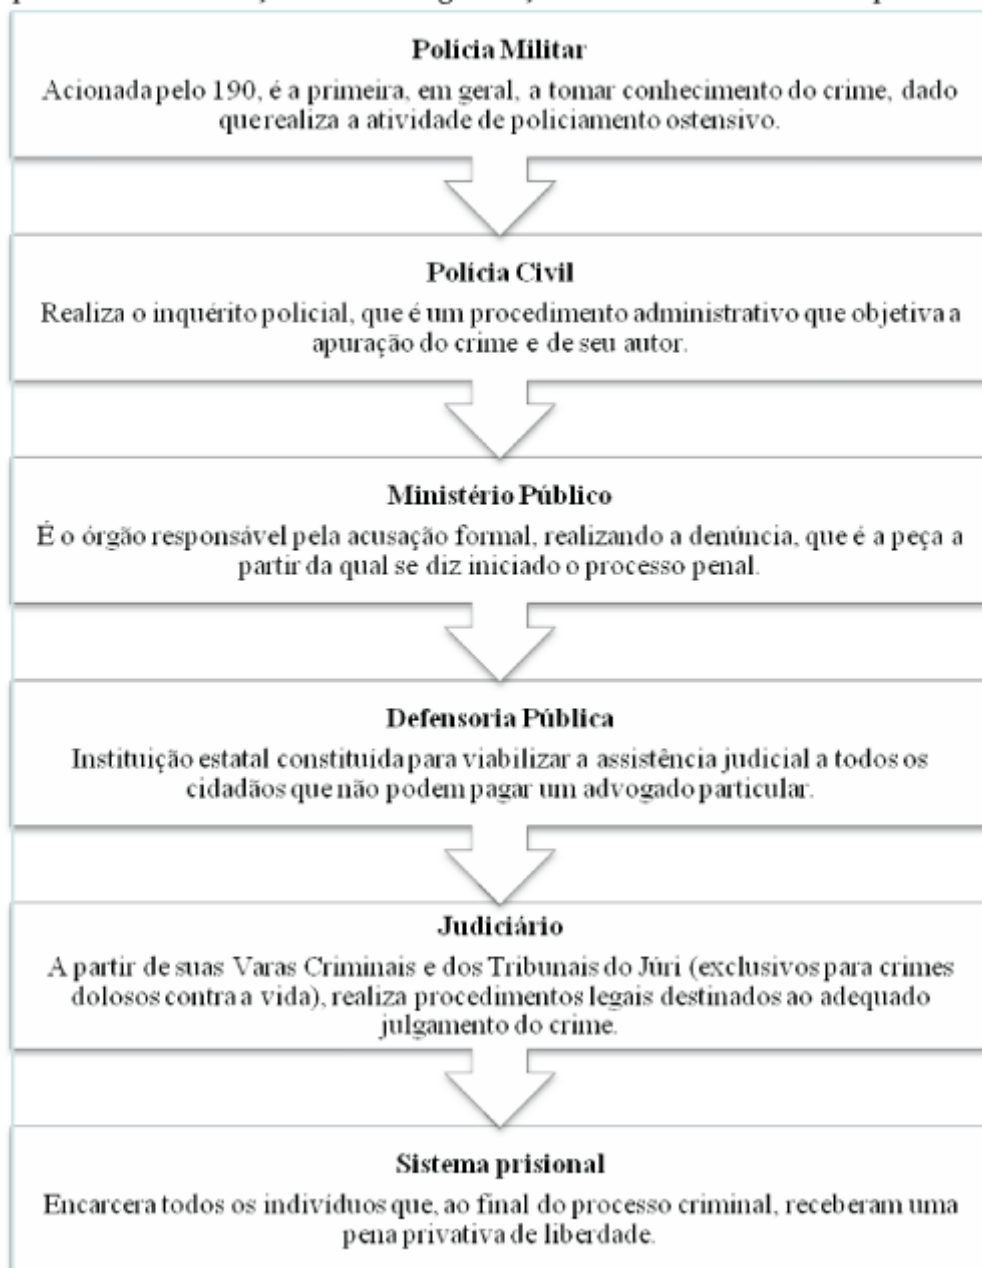 Polícia Militar
Acionada pelo 190, é a primeira, em geral, a tomar conhecimento do crime, dado
que realiza a atividade de policiamento ostensivo.
Polícia Civil
Realiza o inquérito policial, que é um procedimento administrativo que objetiva a
apuração do crime e de seu autor.
Ministério Público
É o órgão responsável pela acusação formal, realizando a denúncia, que é a peça a
partir da qual se diz iniciado o processo penal.
Defensoria Pública
Instituição estatal constituída para viabilizar a assistência judicial a todos os
cidadãos que não podem pagar um advogado particular.
Judiciário
A partir de suas Varas Criminais e dos Tribunais do Júri (exclusivos para crimes
dolosos contra a vida), realiza procedimentos legais destinados ao adequado
julgamento do crime.
Sistema prisional
Encarcera todos os indivíduos que, ao final do processo criminal, receberam uma
pena privativa de liberdade.